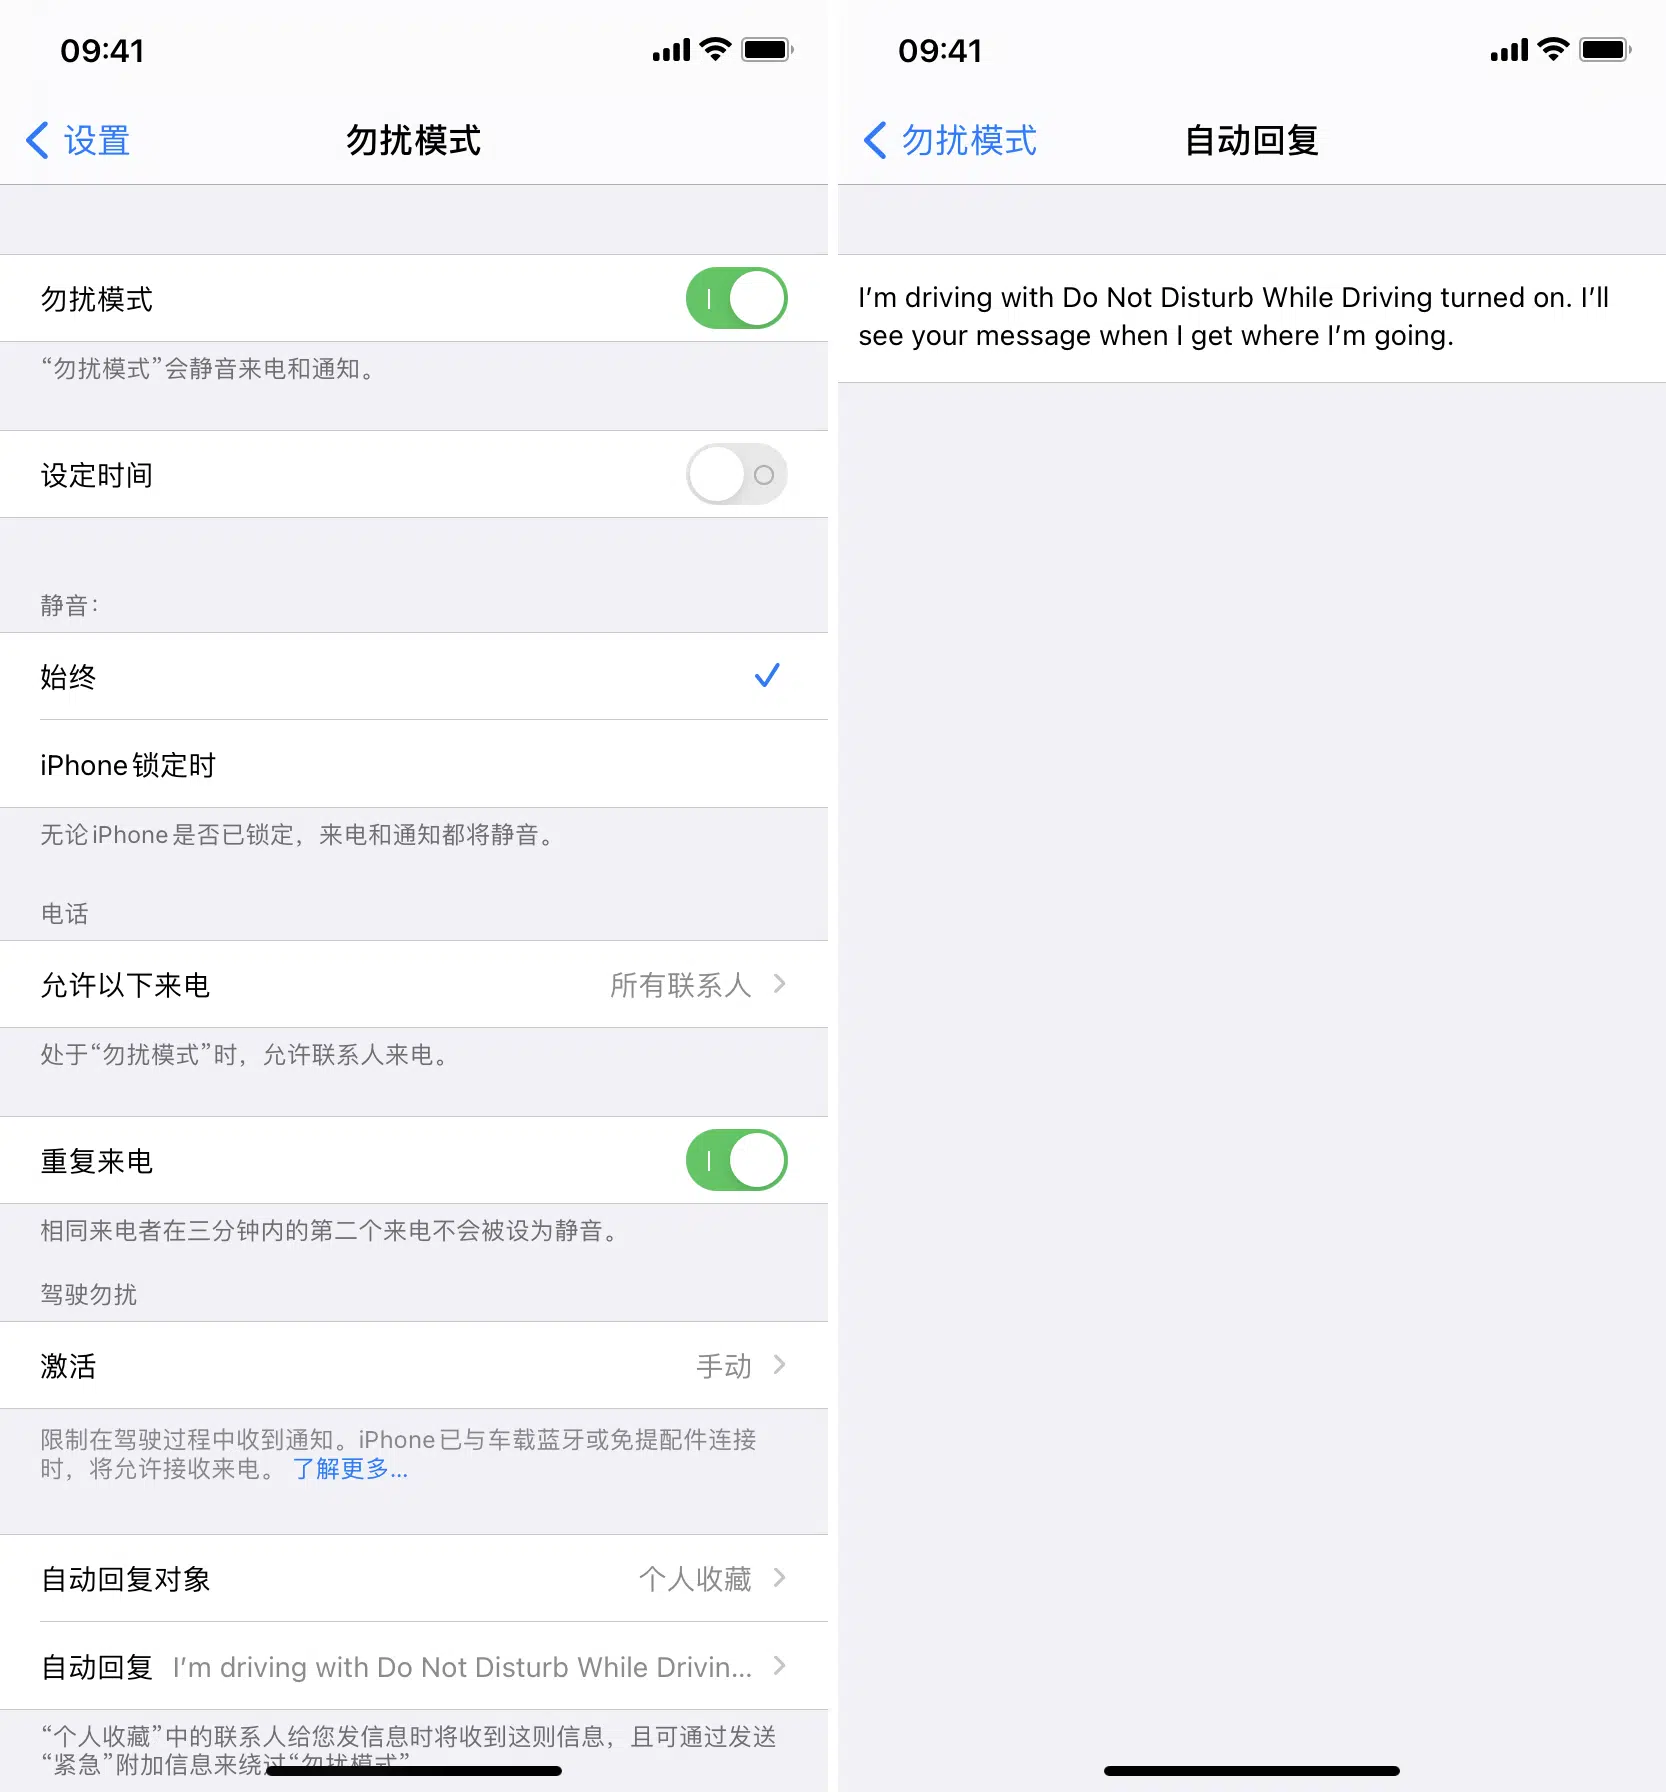 09:41
设置
勿扰模式
勿扰模式
“勿扰模式”会静音来电和通知。
设定时间
静音：
始终
iPhone锁定时
无论iPhone是否已锁定，来电和通知都将静音。
电话
允许以下来电 所有联系人
处于“勿扰模式”时，允许联系人来电。
重复来电
相同来电者在三分钟内的第二个来电不会被设为静音。
驾驶勿扰
激活 手动
限制在驾驶过程中收到通知。iPhone已与车载蓝牙或免提配件连接
时，将允许接收来电。 了解更多...
自动回复对象 个人收藏
自动回复 I’m driving with Do Not Disturb While Drivin...
“个人收藏”中的联系人给您发信息时将收到这则信息，且可通过发送
“紧急”附加信息来绕过“勿扰模式”
09:41
勿扰模式
自动回复
I’m driving with Do Not Disturb While Driving turned on. I’ll
see your message when I get where I’m going.